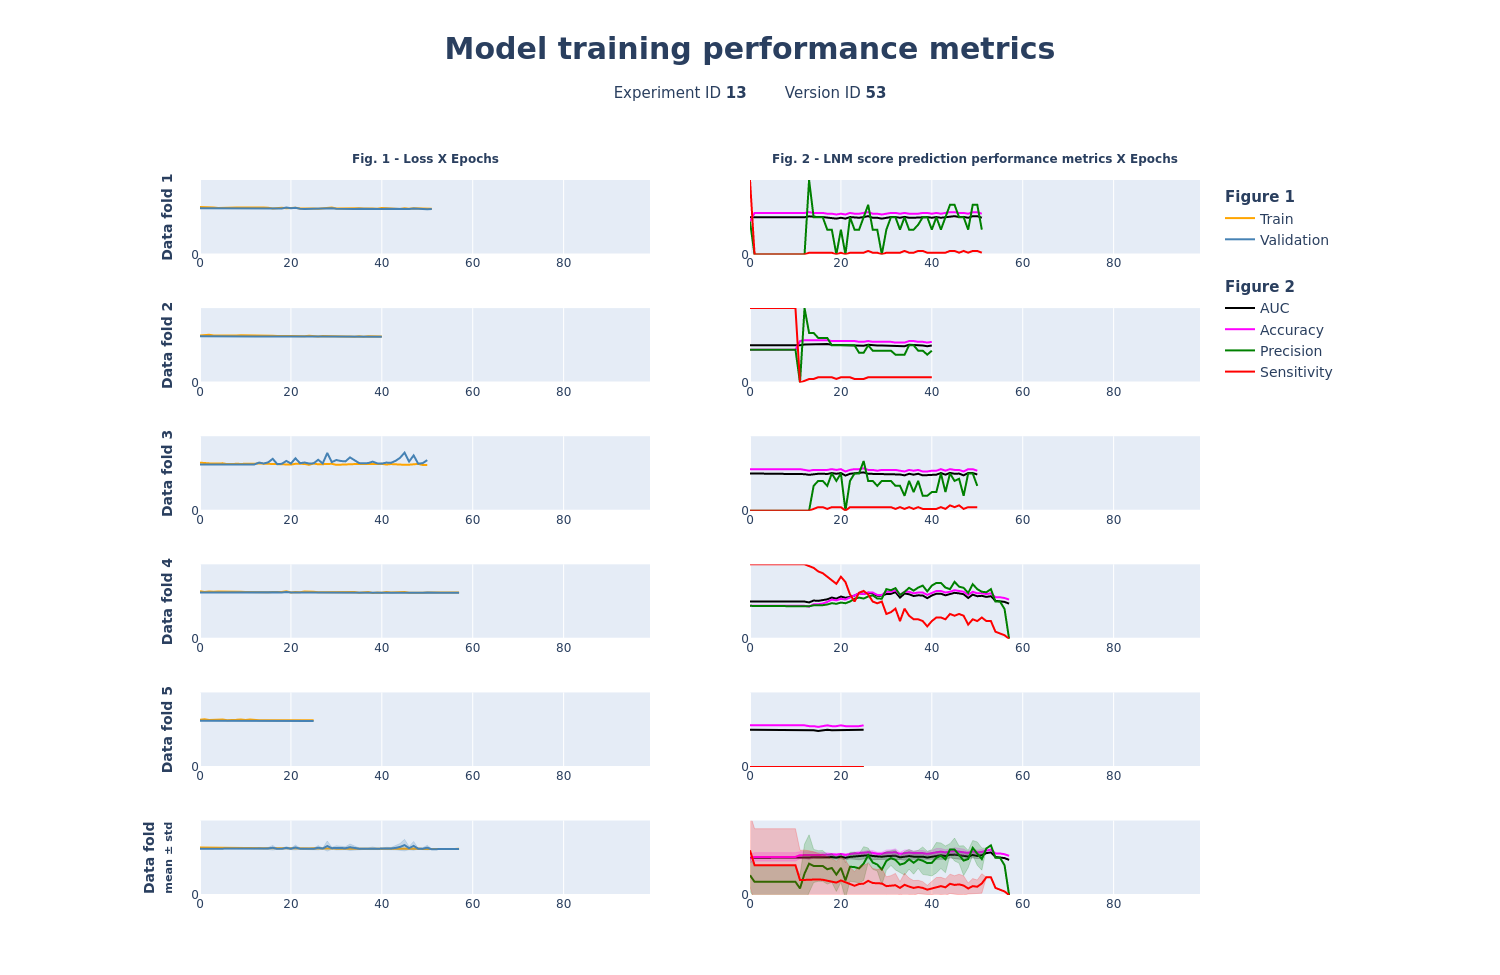 Model training performance metrics
Experiment ID 13 Version ID 53
Fig. 1 - Loss X Epochs
Fig. 2 - LNM score prediction performance metrics X Epochs
Data fold 1
0
0 20 40 60 80
0
0 20 40 60 80
Figure 1
Train
Validation
Figure 2
AUC
Accuracy
Precision
Sensitivity
Data fold 2
0
0 20 40 60 80
0
0 20 40 60 80
Data fold 3
0
0 20 40 60 80
0
0 20 40 60 80
Data fold 4
0
0 20 40 60 80
0
0 20 40 60 80
Data fold 5
0
0 20 40 60 80
0
0 20 40 60 80
Data fold
mean ± std
0
0 20 40 60 80
0
0 20 40 60 80